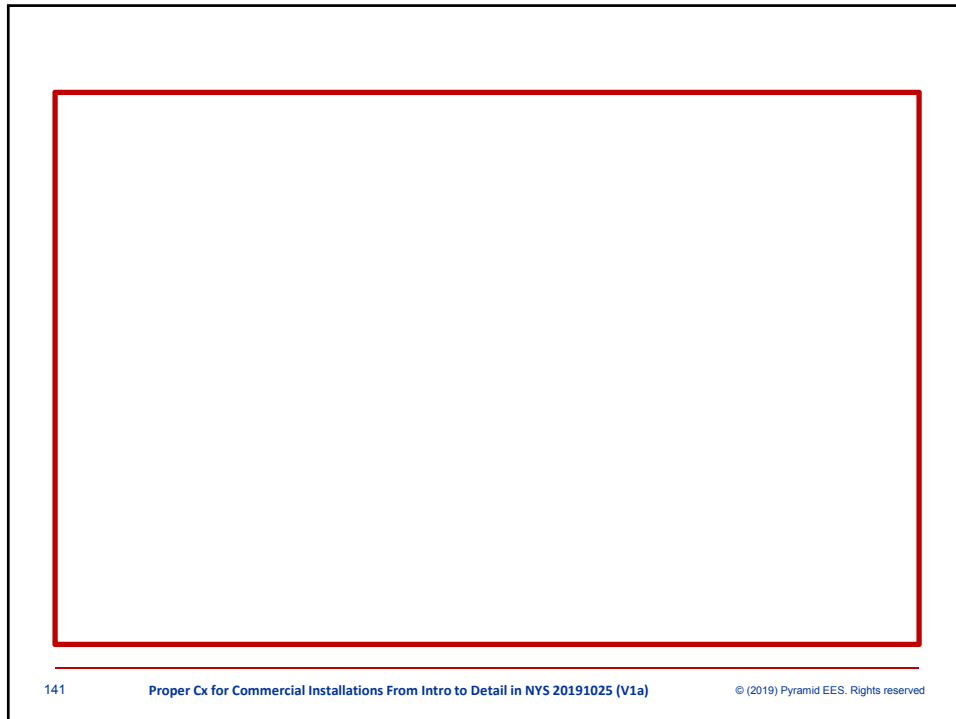 141 Proper Cx for Commercial Installations From Intro to Detail in NYS 20191025 (V1a) © (2019) Pyramid EES. Rights reserved